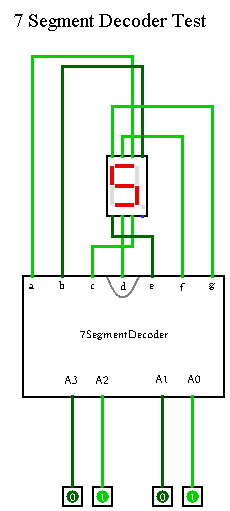 7 Segment Decoder Test
a b c d e f g
7SegmentDecoder
A3 A2 A1 A0
0 1 0 1